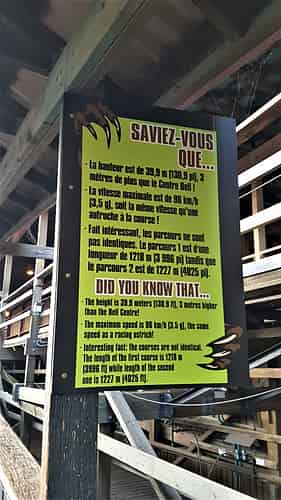 SAVIEZ-VOUS
QUE...
· La hauteur est de 39,9 m (130,9 pi), 3
mètres de plus que le Centre Bell !
· La vitesse maximale est de 96 km/h
(3,5 g), soit la même vitesse qu'une
autruche à la course !
· Fait intéressant, les parcours ne sont
pas identiques. Le parcours 1 est d'une
longueur de 1218 m (3 996 pi) tandis que
le parcours 2 est de 1227 m (4025 pi).
DID YOU KNOW THAT...
· The height is 39.9 meters (130.9 ft), 3 meters higher
than the Bell Centre!
· The maximum speed is 96 km/h (3.5 g), the same
speed as a racing ostrich!
· Interesting fact: the courses are not identical.
The length of the first course is 1218 m
(3996 ft) while length of the second
one is 1227 m (4025 ft).